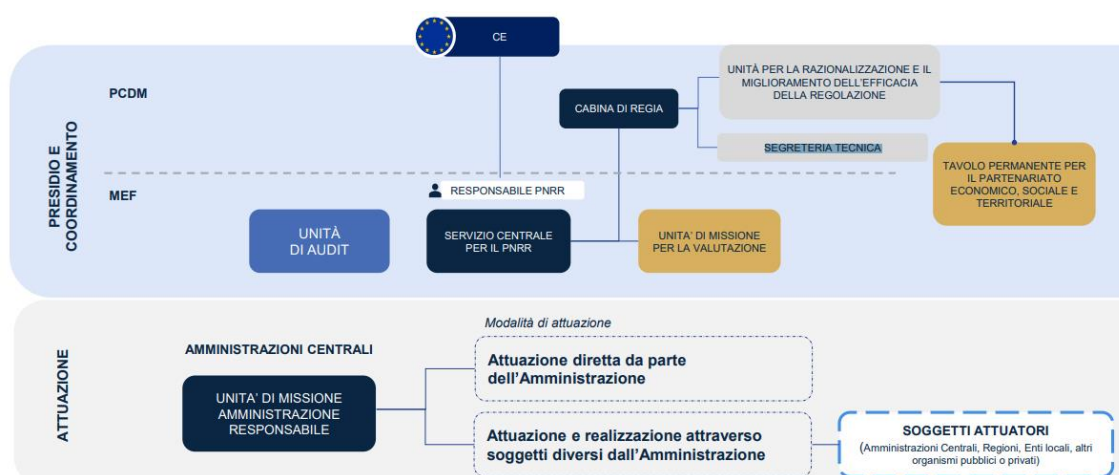 CE
PCDM
UNITÀ PER LA RAZIONALIZZAZIONE E IL
MIGLIORAMENTO DELL'EFFICACIA
DELLA REGOLAZIONE
CABINA DI REGIA
SEGRETERIA TECNICA
TAVOLO PERMANENTE PER
IL PARTENARIATO
ECONOMICO, SOCIALE E
TERRITORIALE
PRESIDIO E
COORDINAMENTO
MEF
RESPONSABILE PNRR
UNITÀ
DI AUDIT
SERVIZIO CENTRALE
PER IL PNRR
UNITA' DI MISSIONE
PER LA VALUTAZIONE
ATTUAZIONE
AMMINISTRAZIONI CENTRALI
UNITA' DI MISSIONE
AMMINISTRAZIONE
RESPONSABILE
Modalità di attuazione
Attuazione diretta da parte
dell'Amministrazione
Attuazione e realizzazione attraverso
soggetti diversi dall'Amministrazione
SOGGETTI ATTUATORI
(Amministrazioni Centrali, Regioni, Enti locali, altri
organismi pubblici o privati)